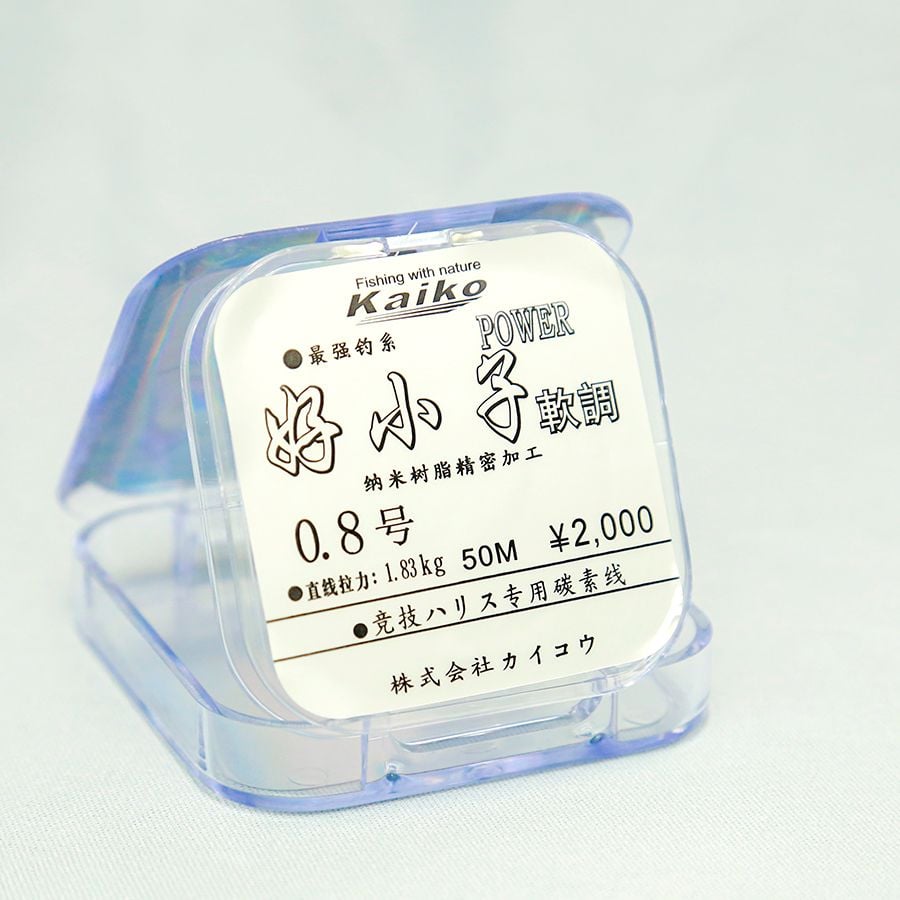 Fishing with nature
Kaiko
POWER
●最强钓系
好小子軟調
纳米树脂精密加工
0.8号
50M ¥2,000
●直线拉力：1.83kg
●竞技ハリス专用碳素线
株式会社カイコウ